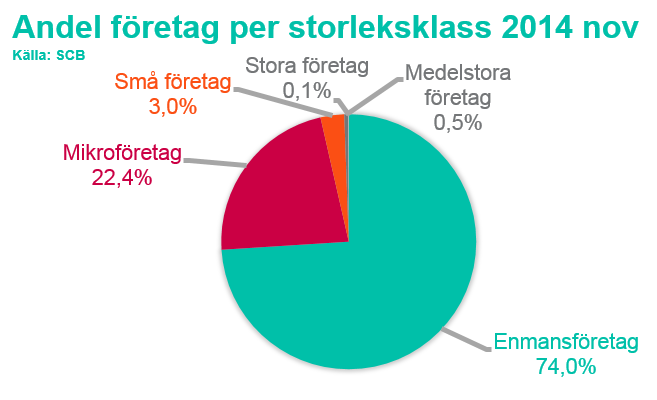 Andel företag per storleksklass 2014 nov
Källa: SCB
Stora företag
0,1%
Medelstora
företag
0,5%
Små företag
3,0%
Mikroföretag
22,4%
Enmansföretag
74,0%